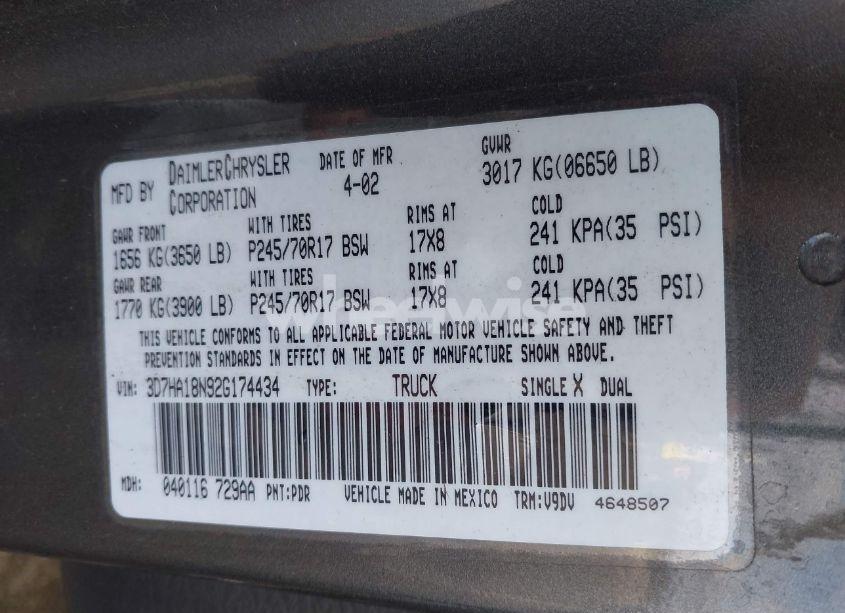 MFD BY DAIMLERCHRYSLER CORPORATION DATE OF MFR 4-02 GVWR 3017 KG(06650 LB)
GAWR FRONT WITH TIRES RIMS AT COLD
1656 KG(3650 LB) P245/70R17 BSW 17X8 241 KPA(35 PSI)
GAWR REAR WITH TIRES RIMS AT COLD
1770 KG(3900 LB) P245/70R17 BSW 17X8 241 KPA(35 PSI)
THIS VEHICLE CONFORMS TO ALL APPLICABLE FEDERAL MOTOR VEHICLE SAFETY AND THEFT
PREVENTION STANDARDS IN EFFECT ON THE DATE OF MANUFACTURE SHOWN ABOVE.
VIN: 3D7HA18N92G174434 TYPE: TRUCK SINGLE X DUAL
MDH: 040116 729AA PNT:PDR VEHICLE MADE IN MEXICO TRM:V9DV 4648507
wheelwise